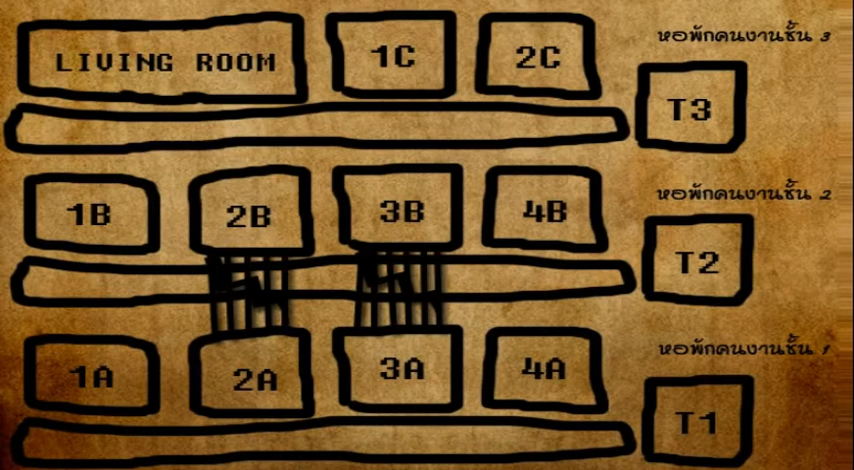 หอพักคนงานชั้น 3
LIVING ROOM
1C
2C
T3
หอพักคนงานชั้น 2
1B
2B
3B
4B
T2
หอพักคนงานชั้น 1
1A
2A
3A
4A
T1